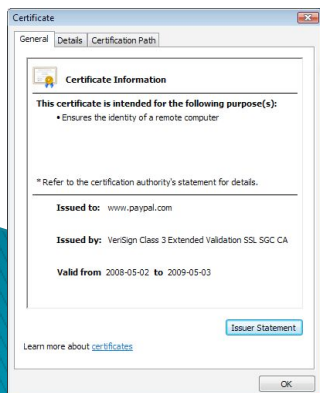 Certificate
General Details Certification Path
Certificate Information
This certificate is intended for the following purpose(s):
• Ensures the identity of a remote computer
* Refer to the certification authority's statement for details.
Issued to: www.paypal.com
Issued by: VeriSign Class 3 Extended Validation SSL SGC CA
Valid from 2008-05-02 to 2009-05-03
Issuer Statement
Learn more about certificates
OK